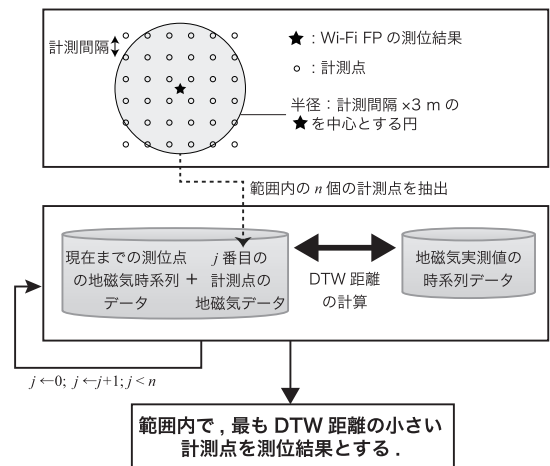 計測間隔
★ : Wi-Fi FP の測位結果
○ : 計測点
半径 : 計測間隔 ×3 m の
★を中心とする円
範囲内の n 個の計測点を抽出
現在までの測位点
の地磁気時系列
データ
+
j 番目の
計測点の
地磁気データ
DTW 距離
の計算
地磁気実測値の
時系列データ
j ←0; j ←j+1; j < n
範囲内で , 最も DTW 距離の小さい
計測点を測位結果とする .